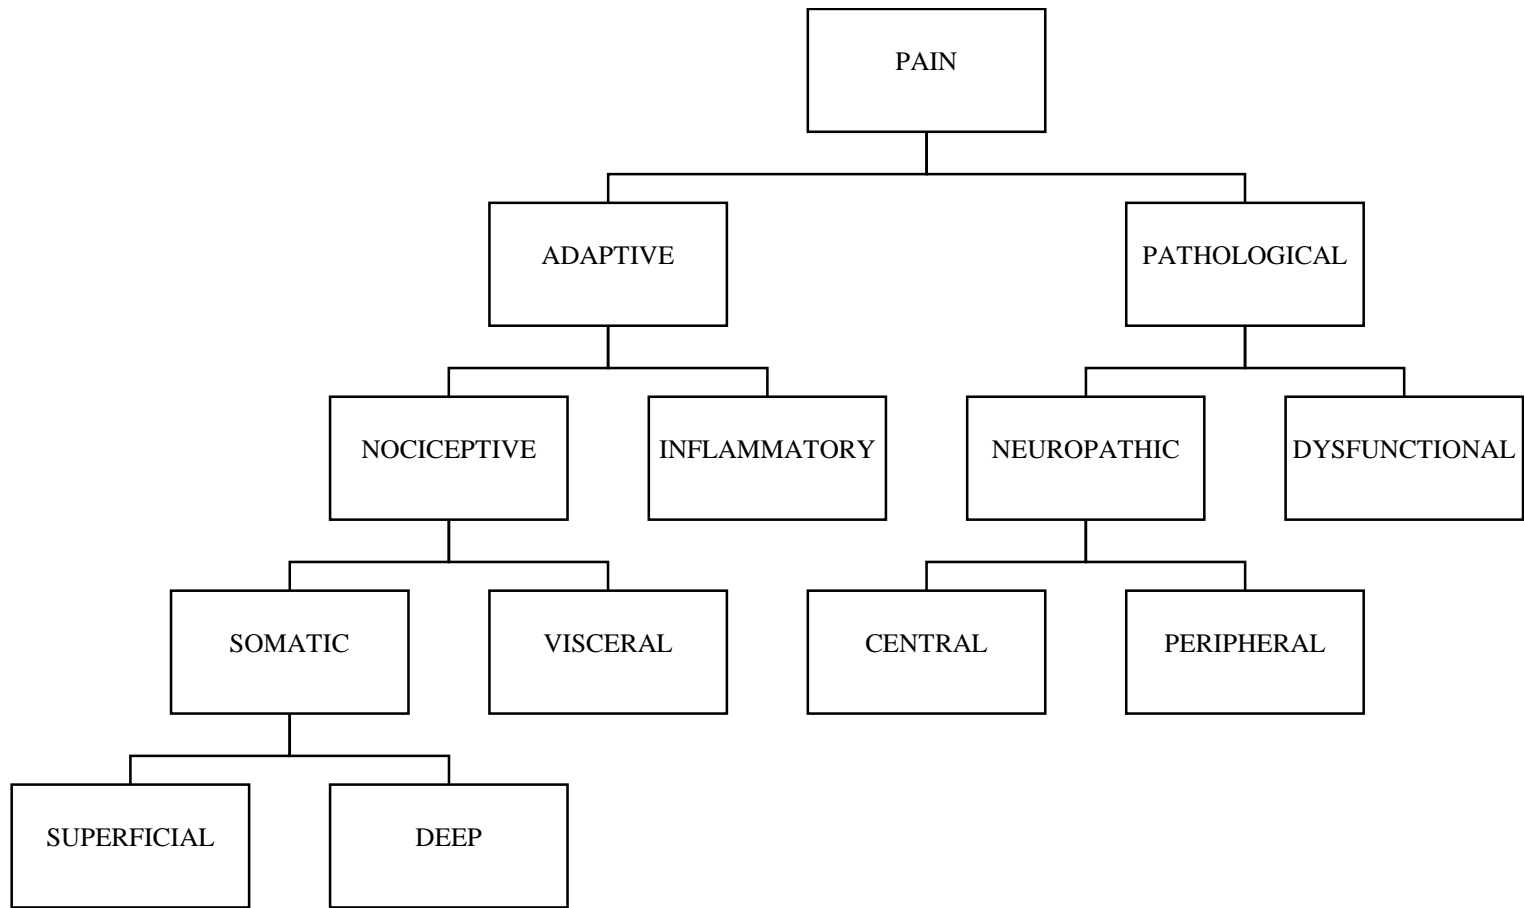 PAIN
ADAPTIVE
PATHOLOGICAL
NOCICEPTIVE
INFLAMMATORY
NEUROPATHIC
DYSFUNCTIONAL
SOMATIC
VISCERAL
CENTRAL
PERIPHERAL
SUPERFICIAL
DEEP